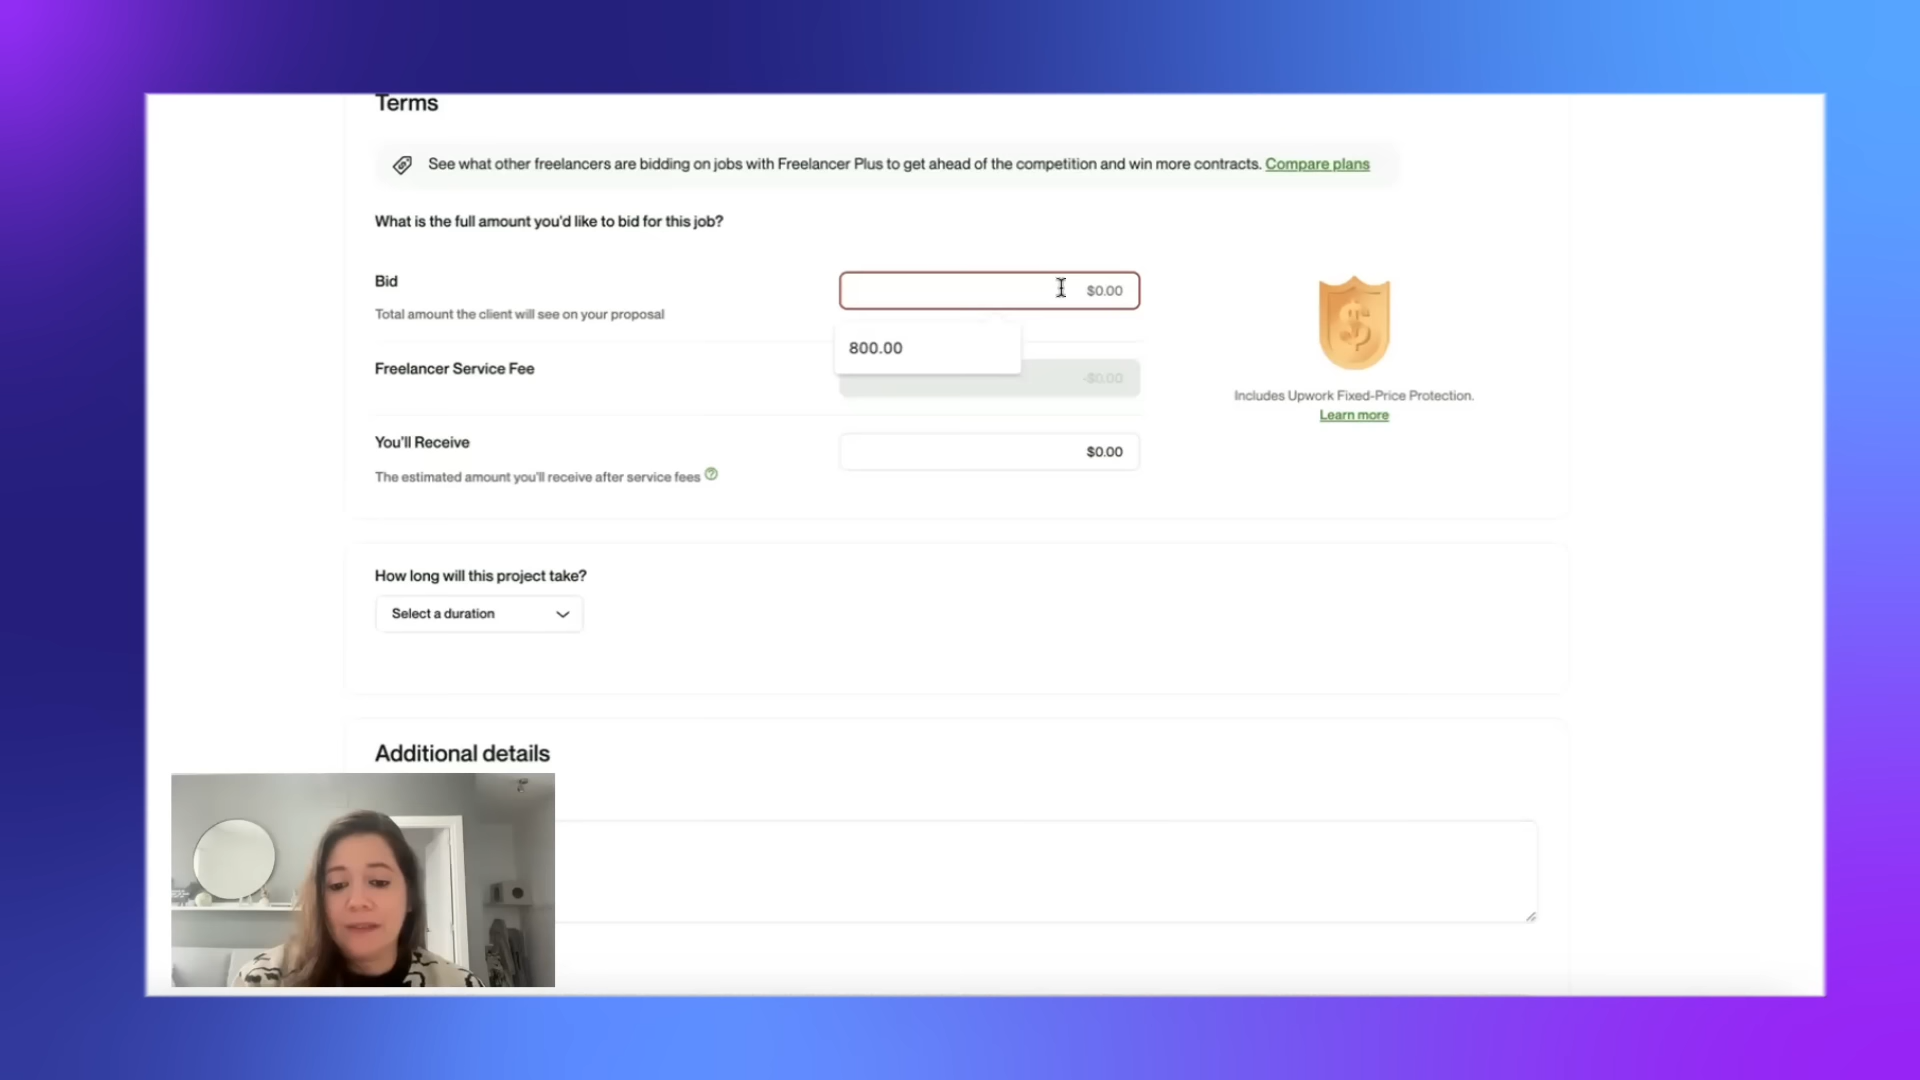 Terms
See what other freelancers are bidding on jobs with Freelancer Plus to get ahead of the competition and win more contracts. Compare plans
What is the full amount you'd like to bid for this job?
Bid
$0.00
Total amount the client will see on your proposal
800.00
Freelancer Service Fee
-$0.00
Includes Upwork Fixed-Price Protection.
Learn more
You'll Receive
$0.00
The estimated amount you'll receive after service fees
How long will this project take?
Select a duration
Additional details